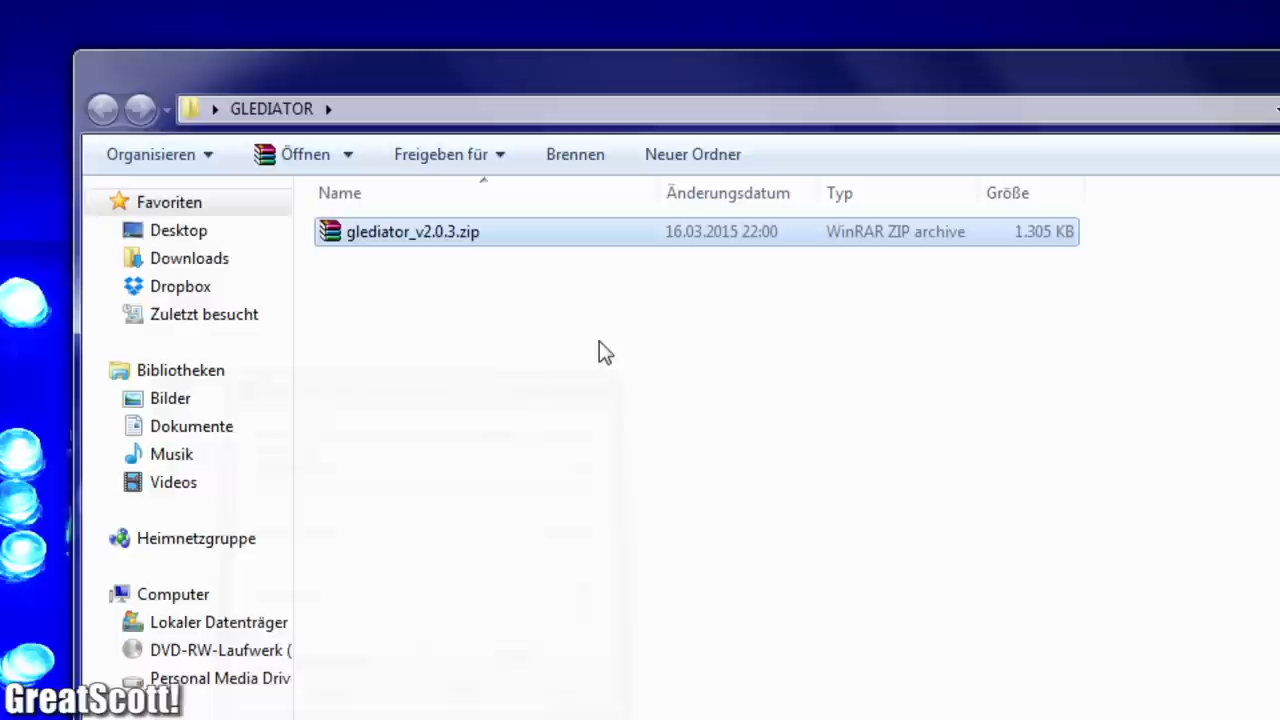 GLEDIATOR
Organisieren Öffnen Freigeben für Brennen Neuer Ordner
Name Änderungsdatum Typ Größe
glediator_v2.0.3.zip 16.03.2015 22:00 WinRAR ZIP archive 1.305 KB
Favoriten
Desktop
Downloads
Dropbox
Zuletzt besucht
Bibliotheken
Bilder
Dokumente
Musik
Videos
Heimnetzgruppe
Computer
Lokaler Datenträger
DVD-RW-Laufwerk (
Personal Media Driv
GreatScott!